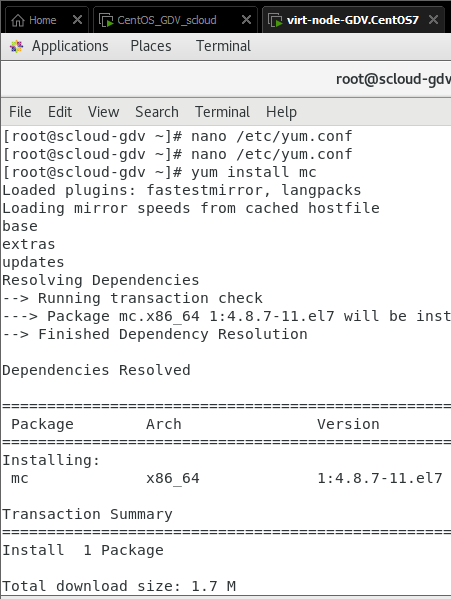 Home CentOS_GDV_scloud virt-node-GDV.CentOS7
Applications Places Terminal
root@scloud-gdv
File Edit View Search Terminal Help
[root@scloud-gdv ~]# nano /etc/yum.conf
[root@scloud-gdv ~]# nano /etc/yum.conf
[root@scloud-gdv ~]# yum install mc
Loaded plugins: fastestmirror, langpacks
Loading mirror speeds from cached hostfile
base
extras
updates
Resolving Dependencies
--> Running transaction check
---> Package mc.x86_64 1:4.8.7-11.el7 will be inst
--> Finished Dependency Resolution
Dependencies Resolved
==================================================
Package Arch Version
==================================================
Installing:
mc x86_64 1:4.8.7-11.el7
Transaction Summary
==================================================
Install 1 Package
Total download size: 1.7 M